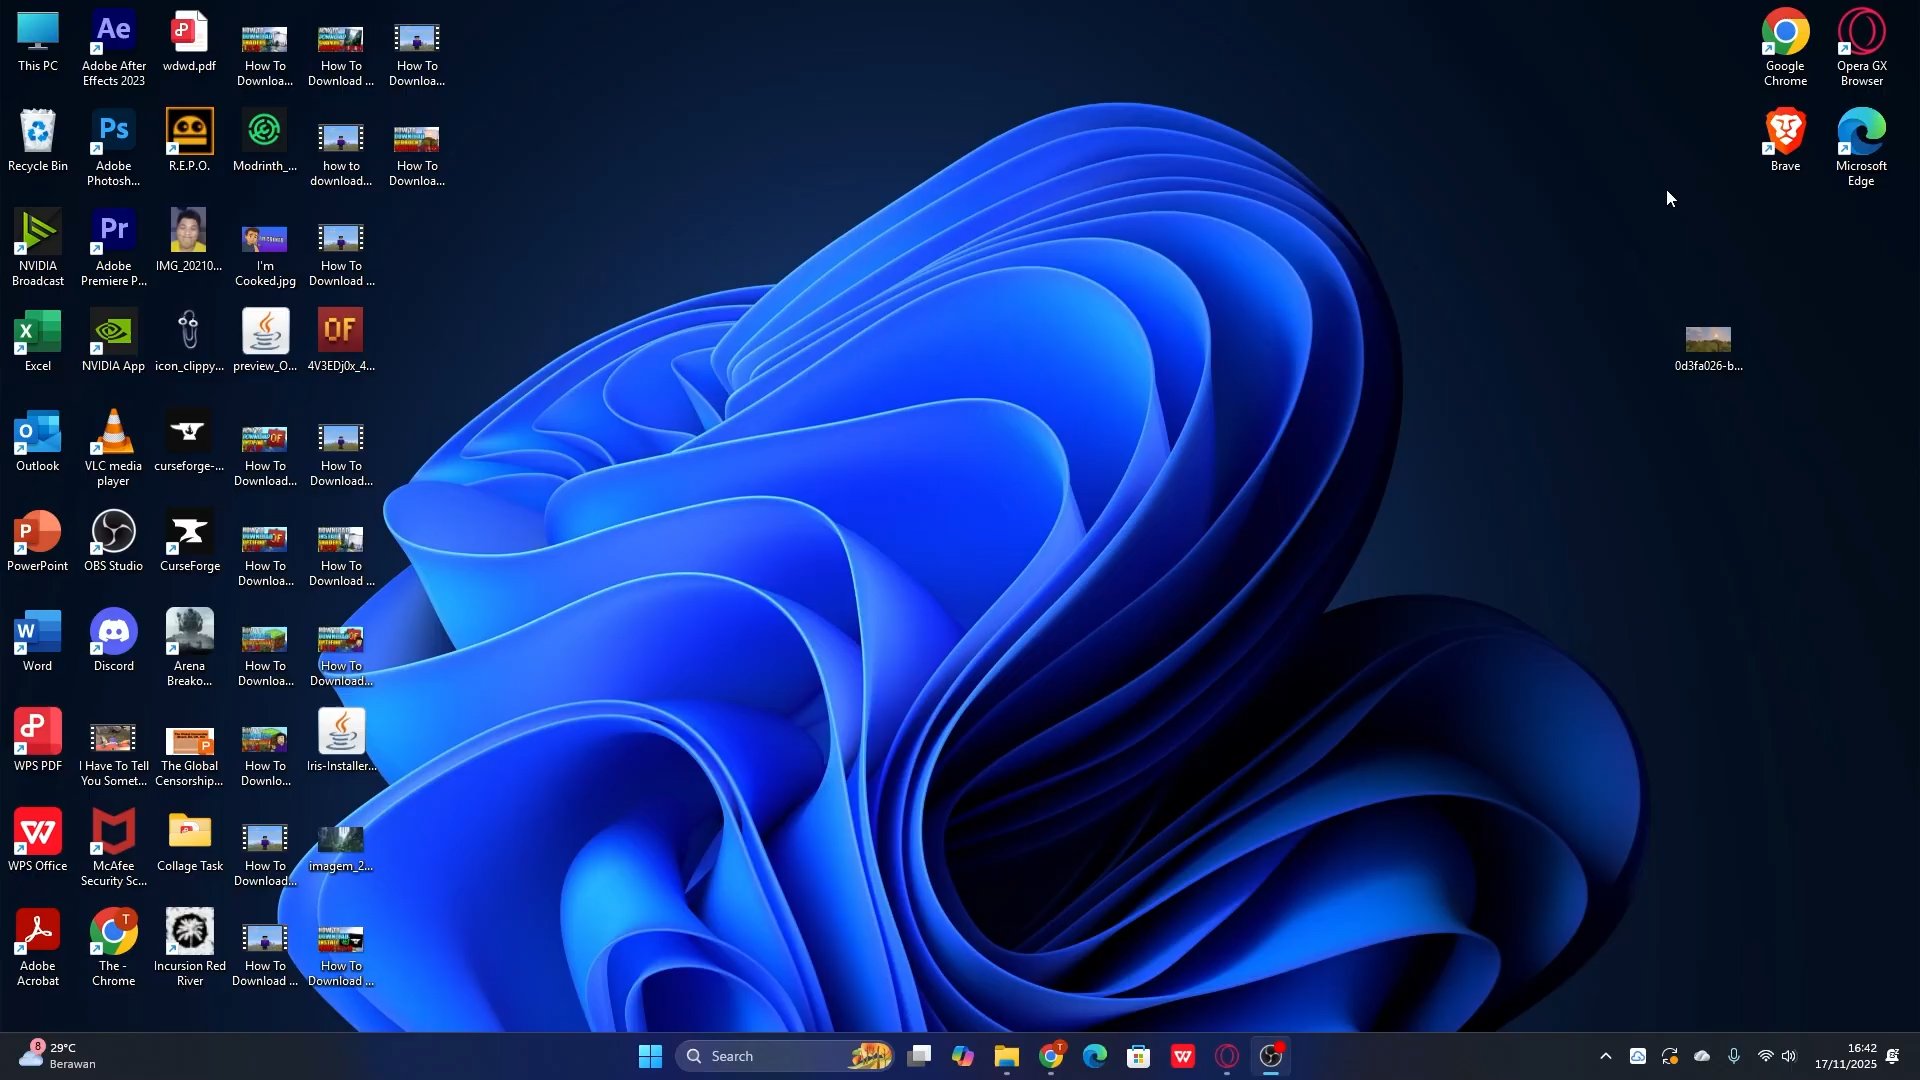 This PC
Adobe After
Effects 2023
wdwd.pdf
How To
Downloa...
How To
Download ...
How To
Downloa...
Google
Chrome
Opera GX
Browser
Recycle Bin
Adobe
Photosh...
R.E.P.O.
Modrinth_...
how to
download...
How To
Downloa...
Brave
Microsoft
Edge
NVIDIA
Broadcast
Adobe
Premiere P...
IMG_20210...
I'm
Cooked.jpg
How To
Download ...
Excel
NVIDIA App
icon_clippy...
preview_O...
4V3EDj0x_4...
0d3fa026-b...
Outlook
VLC media
player
curseforge-...
How To
Download...
How To
Download...
PowerPoint
OBS Studio
CurseForge
How To
Downloa...
How To
Download ...
Word
Discord
Arena
Breako...
How To
Downloa...
How To
Download...
WPS PDF
I Have To Tell
You Somet...
The Global
Censorship...
How To
Downlo...
Iris-Installer...
WPS Office
McAfee
Security Sc...
Collage Task
How To
Download...
imagem_2...
Adobe
Acrobat
The -
Chrome
Incursion Red
River
How To
Download ...
How To
Download ...
8
29°C
Berawan
Search
16:42
17/11/2025